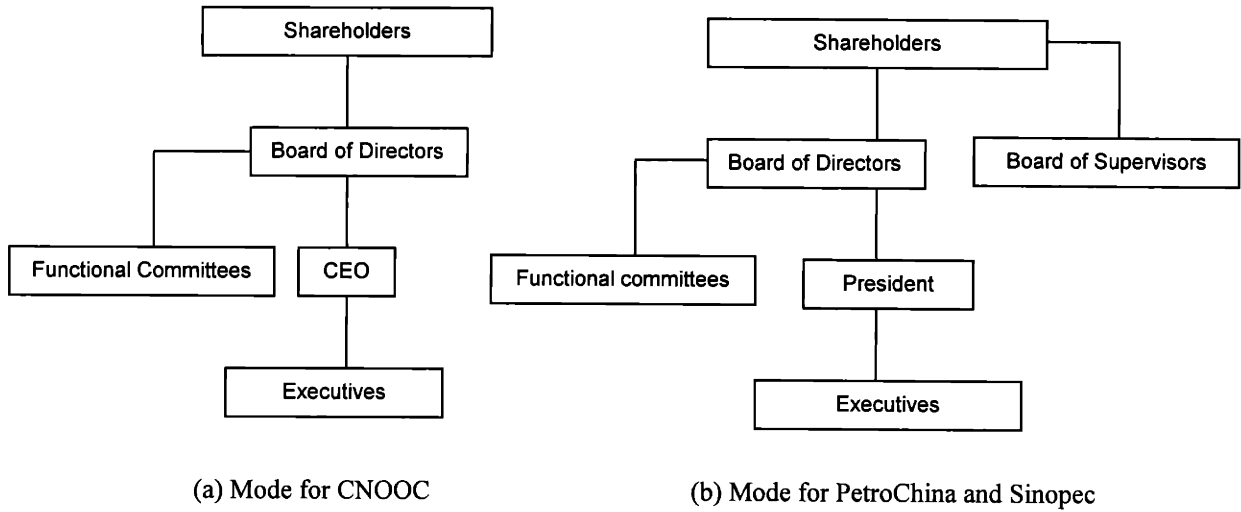 Shareholders
Board of Directors
Functional Committees
CEO
Executives
(a) Mode for CNOOC
Shareholders
Board of Directors
Board of Supervisors
Functional committees
President
Executives
(b) Mode for PetroChina and Sinopec